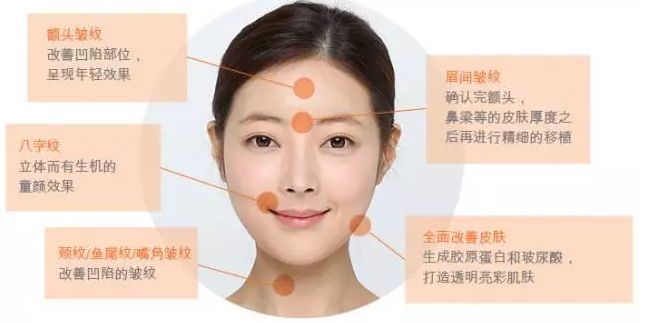 颧头皱纹
改善凹陷部位，
呈现年轻效果
眉间皱纹
确认完额头，
鼻梁等的皮肤厚度之
后再进行精细的移植
八字纹
立体而有生机的
童颜效果
颈纹/鱼尾纹/嘴角皱纹
改善凹陷的皱纹
全面改善皮肤
生成胶原蛋白和玻尿酸，
打造透明亮彩肌肤